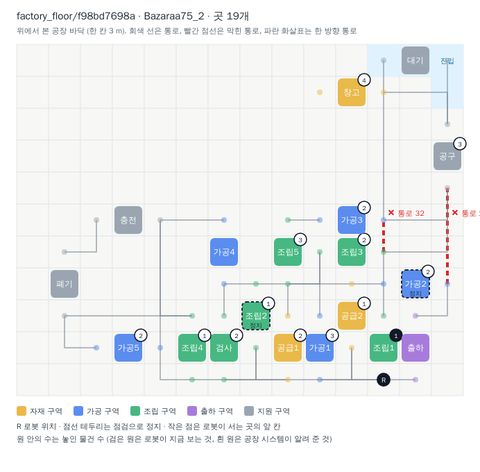 factory_floor/f98bd7698a · Bazaraa75_2 · 곳 19개
위에서 본 공장 바닥 (한 칸 3 m). 회색 선은 통로, 빨간 점선은 막힌 통로, 파란 화살표는 한 방향 통로
대기
진입
창고 4
공구 3
충전
가공3 2
✕ 통로 32
✕ 통로
가공4
조립5 3
조립3 2
폐기
가공2 2
정지
조립2 1
정지
공급2 2
가공5 2
조립4 1
검사 2
공급1 2
가공1 3
조립1 1
출하
R
자재 구역
가공 구역
조립 구역
출하 구역
지원 구역
R 로봇 위치 · 점선 테두리는 점검으로 정지 · 작은 점은 로봇이 서는 곳의 앞 칸
원 안의 수는 놓인 물건 수 (검은 원은 로봇이 지금 보는 것, 흰 원은 공장 시스템이 알려 준 것)